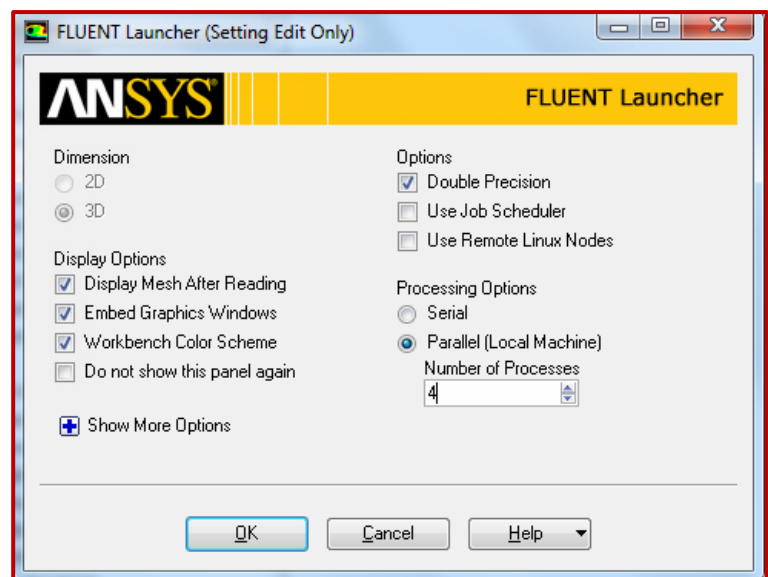 FLUENT Launcher (Setting Edit Only)
ANSYS®
FLUENT Launcher
Dimension
2D
3D
Display Options
Display Mesh After Reading
Embed Graphics Windows
Workbench Color Scheme
Do not show this panel again
Show More Options
Options
Double Precision
Use Job Scheduler
Use Remote Linux Nodes
Processing Options
Serial
Parallel (Local Machine)
Number of Processes
4
OK
Cancel
Help